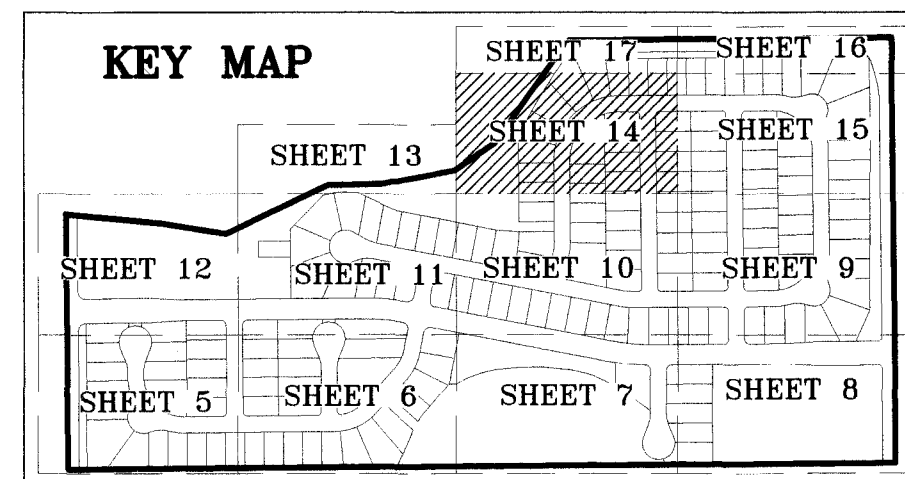 KEY MAP
SHEET 17
SHEET 16
SHEET 14
SHEET 15
SHEET 13
SHEET 12
SHEET 11
SHEET 10
SHEET 9
SHEET 5
SHEET 6
SHEET 7
SHEET 8